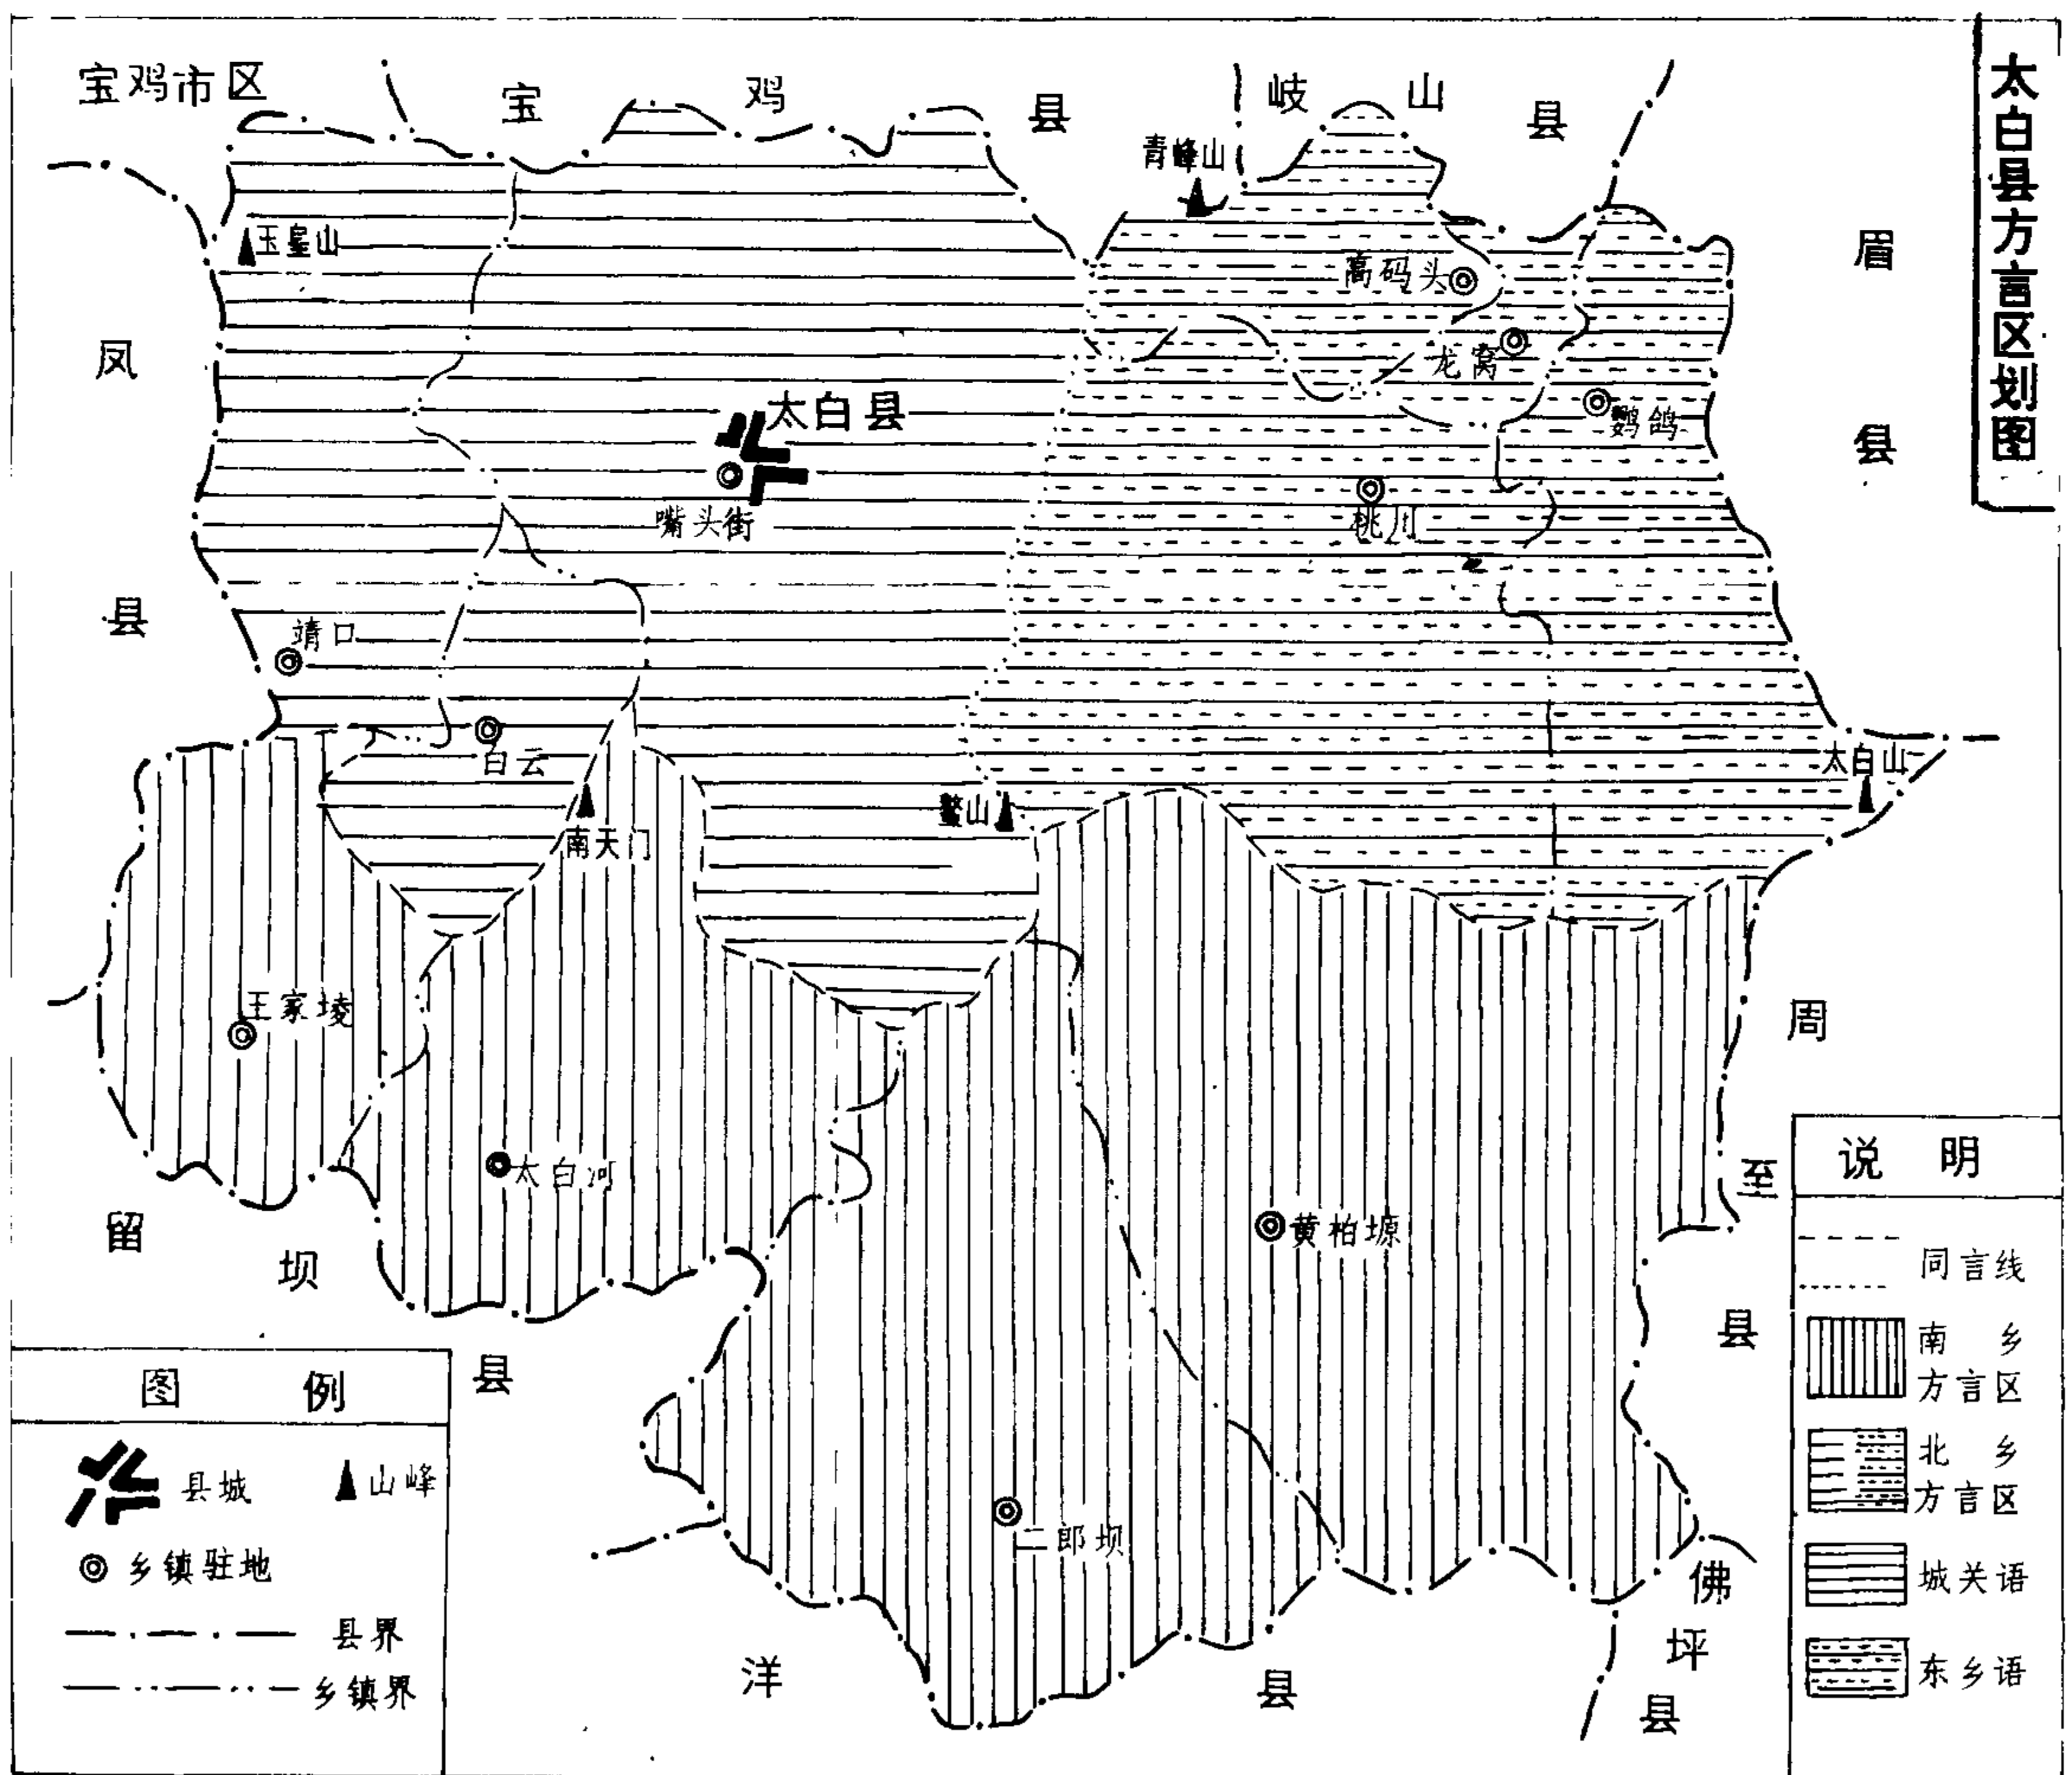 太白县方言区划图
宝鸡市区
宝鸡县
岐山县
眉县
凤县
周至县
留坝县
洋县
佛坪县
青峰山
玉皇山
高码头
龙窝
鹦鸽
太白县
嘴头街
桃川
靖口
白云
南天门
鳌山
太白山
王家堎
太白河
黄柏塬
二郎坝
图例
县城
山峰
乡镇驻地
县界
乡镇界
说明
同言线
南乡
方言区
北乡
方言区
城关语
东乡语